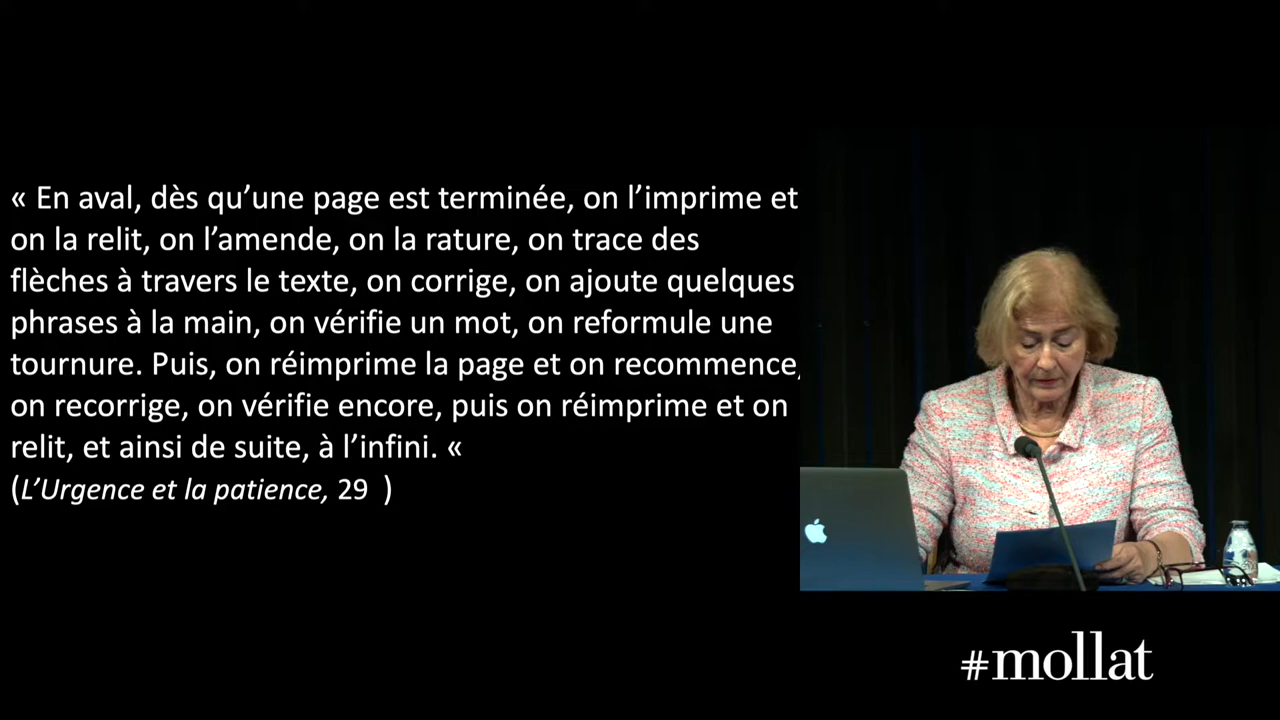 « En aval, dès qu’une page est terminée, on l’imprime et
on la relit, on l’amende, on la rature, on trace des
flèches à travers le texte, on corrige, on ajoute quelques
phrases à la main, on vérifie un mot, on reformule une
tournure. Puis, on réimprime la page et on recommence,
on recorrige, on vérifie encore, puis on réimprime et on
relit, et ainsi de suite, à l’infini. «
(L’Urgence et la patience, 29  )
#mollat